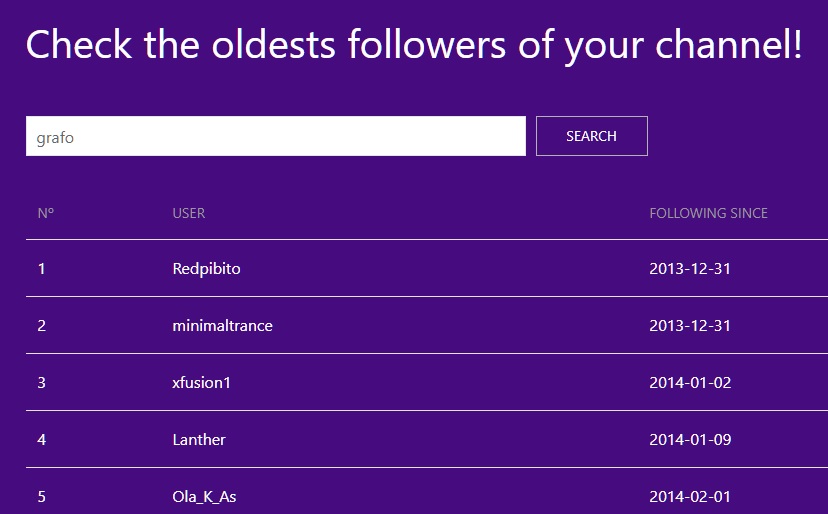 Check the oldests followers of your channel!
grafo
SEARCH
Nº USER FOLLOWING SINCE
1 Redpibito 2013-12-31
2 minimaltrance 2013-12-31
3 xfusion1 2014-01-02
4 Lanther 2014-01-09
5 Ola_K_As 2014-02-01